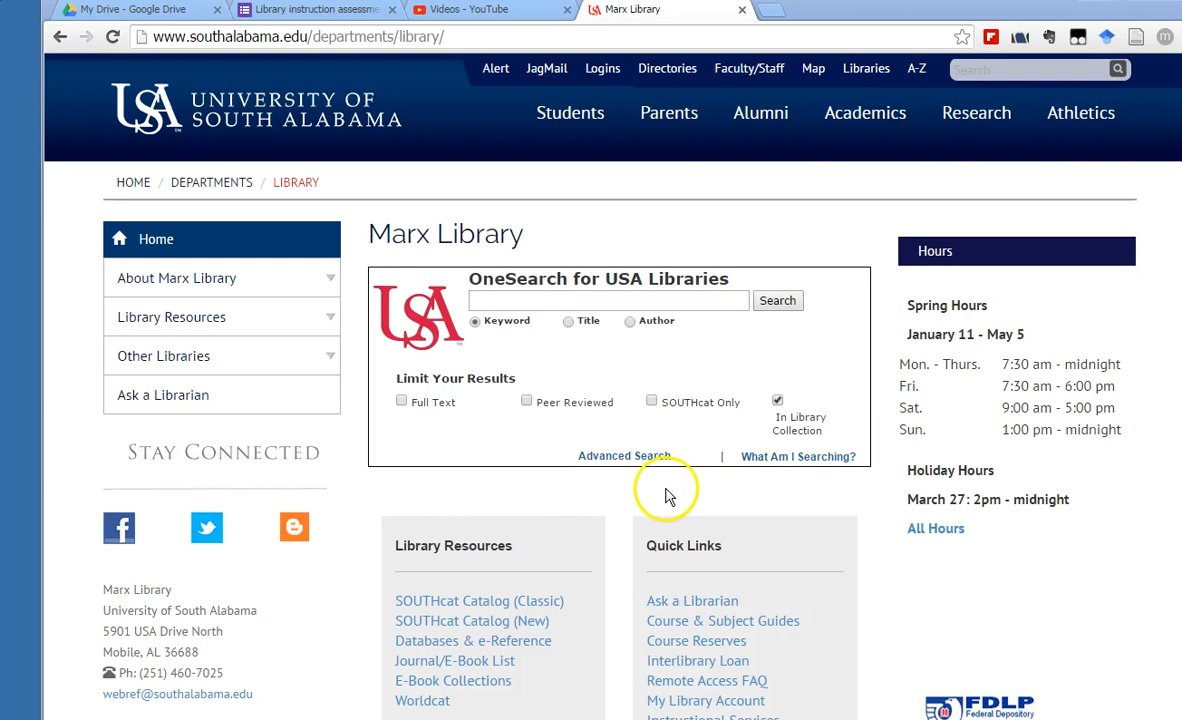 My Drive - Google Drive
Library instruction assessme
Videos - YouTube
Marx Library
www.southalabama.edu/departments/library/
Alert JagMail Logins Directories Faculty/Staff Map Libraries A-Z Search
USA UNIVERSITY OF
SOUTH ALABAMA
Students Parents Alumni Academics Research Athletics
HOME / DEPARTMENTS / LIBRARY
Home
About Marx Library
Library Resources
Other Libraries
Ask a Librarian
STAY CONNECTED
Marx Library
University of South Alabama
5901 USA Drive North
Mobile, AL 36688
Ph: (251) 460-7025
webref@southalabama.edu
Marx Library
USA
OneSearch for USA Libraries
Search
Keyword Title Author
Limit Your Results
Full Text Peer Reviewed SOUTHcat Only In Library
Collection
Advanced Search | What Am I Searching?
Library Resources
SOUTHcat Catalog (Classic)
SOUTHcat Catalog (New)
Databases & e-Reference
Journal/E-Book List
E-Book Collections
Worldcat
Quick Links
Ask a Librarian
Course & Subject Guides
Course Reserves
Interlibrary Loan
Remote Access FAQ
My Library Account
Instructional Services
Hours
Spring Hours
January 11 - May 5
Mon. - Thurs. 7:30 am - midnight
Fri. 7:30 am - 6:00 pm
Sat. 9:00 am - 5:00 pm
Sun. 1:00 pm - midnight
Holiday Hours
March 27: 2pm - midnight
All Hours
FDLP
Federal Depository